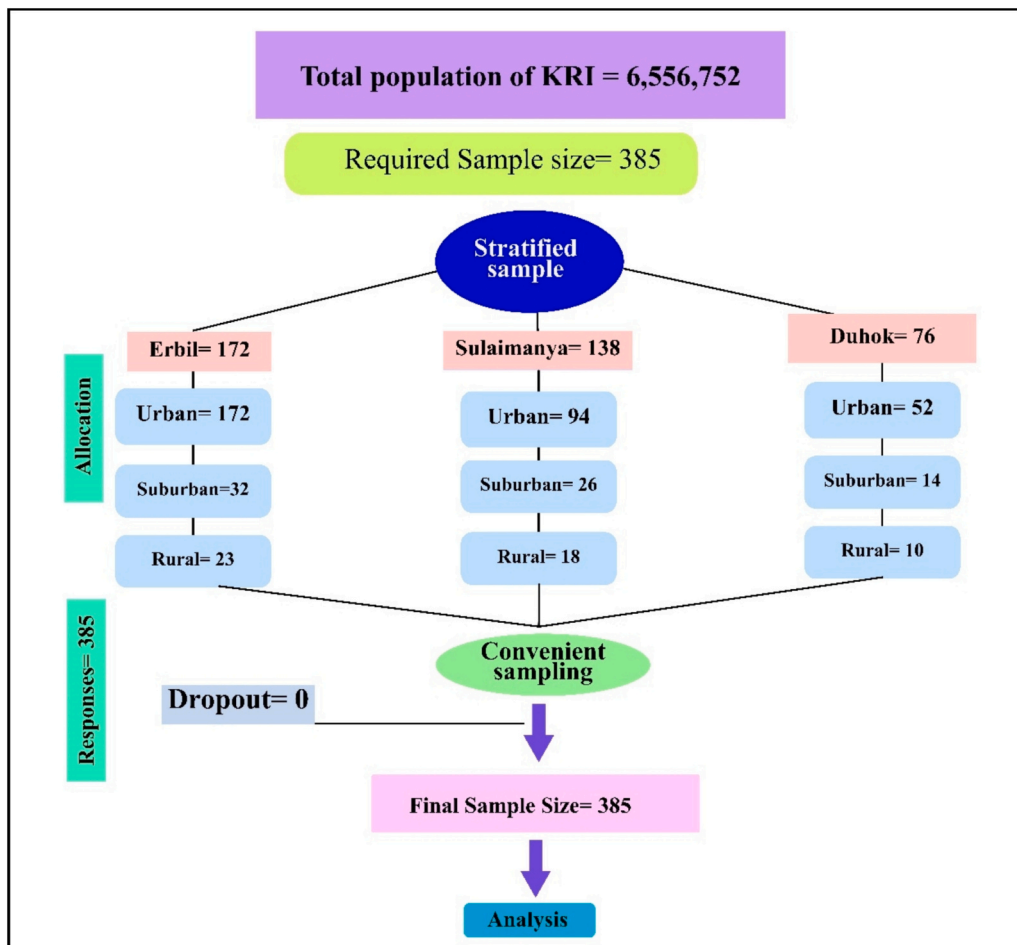 Total population of KRI = 6,556,752
Required Sample size= 385
Stratified
sample
Allocation
Erbil= 172
Urban= 172
Suburban=32
Rural= 23
Sulaimanya= 138
Urban= 94
Suburban= 26
Rural= 18
Duhok= 76
Urban= 52
Suburban= 14
Rural= 10
Responses= 385
Convenient
sampling
Dropout= 0
Final Sample Size= 385
Analysis